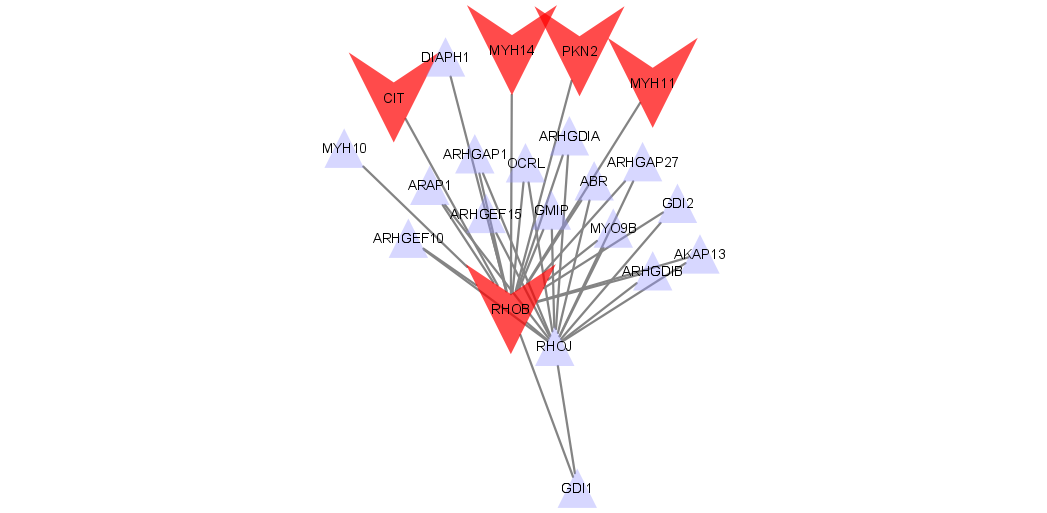 MYH14
PKN2
DIAPH1
MYH11
CIT
ARHGDIA
MYH10
ARHGAP1
OCRL
ARHGAP27
ARAP1
ABR
GDI2
ARHGEF15
GMIP
MYO9B
ARHGEF10
AKAP13
ARHGDIB
RHOB
RHOJ
GDI1